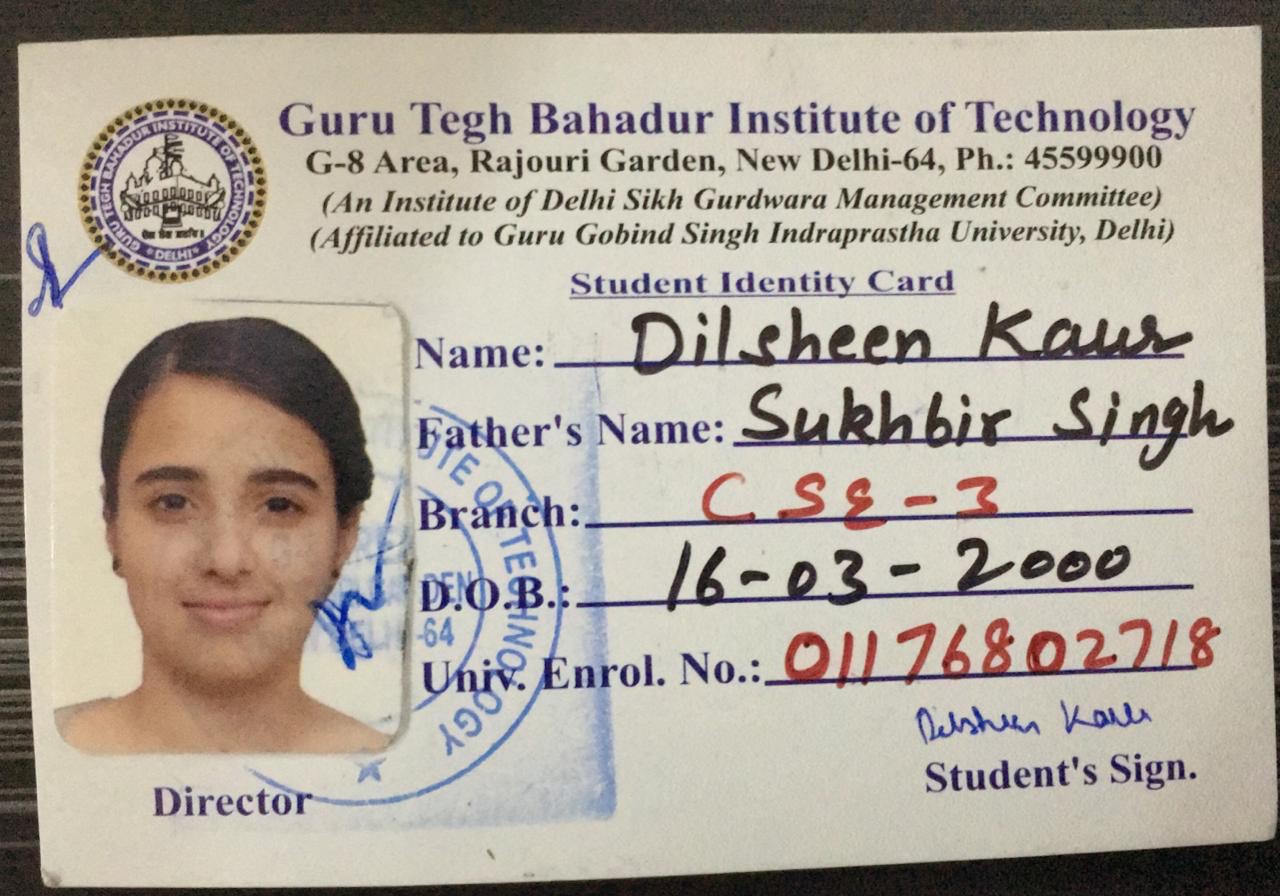 Guru Tegh Bahadur Institute of Technology
G-8 Area, Rajouri Garden, New Delhi-64, Ph.: 45599900
(An Institute of Delhi Sikh Gurdwara Management Committee)
(Affiliated to Guru Gobind Singh Indraprastha University, Delhi)
GURU TEGH BAHADUR INSTITUTE OF TECHNOLOGY
DELHI
Student Identity Card
Name: Dilsheen Kaur
Father's Name: Sukhbir Singh
Branch: CSE-3
D.O.B.: 16-03-2000
Univ. Enrol. No.: 01176802718
UTE OF TECHNOLOGY
DEN
-64
Dilsheen Kaur
Student's Sign.
Director